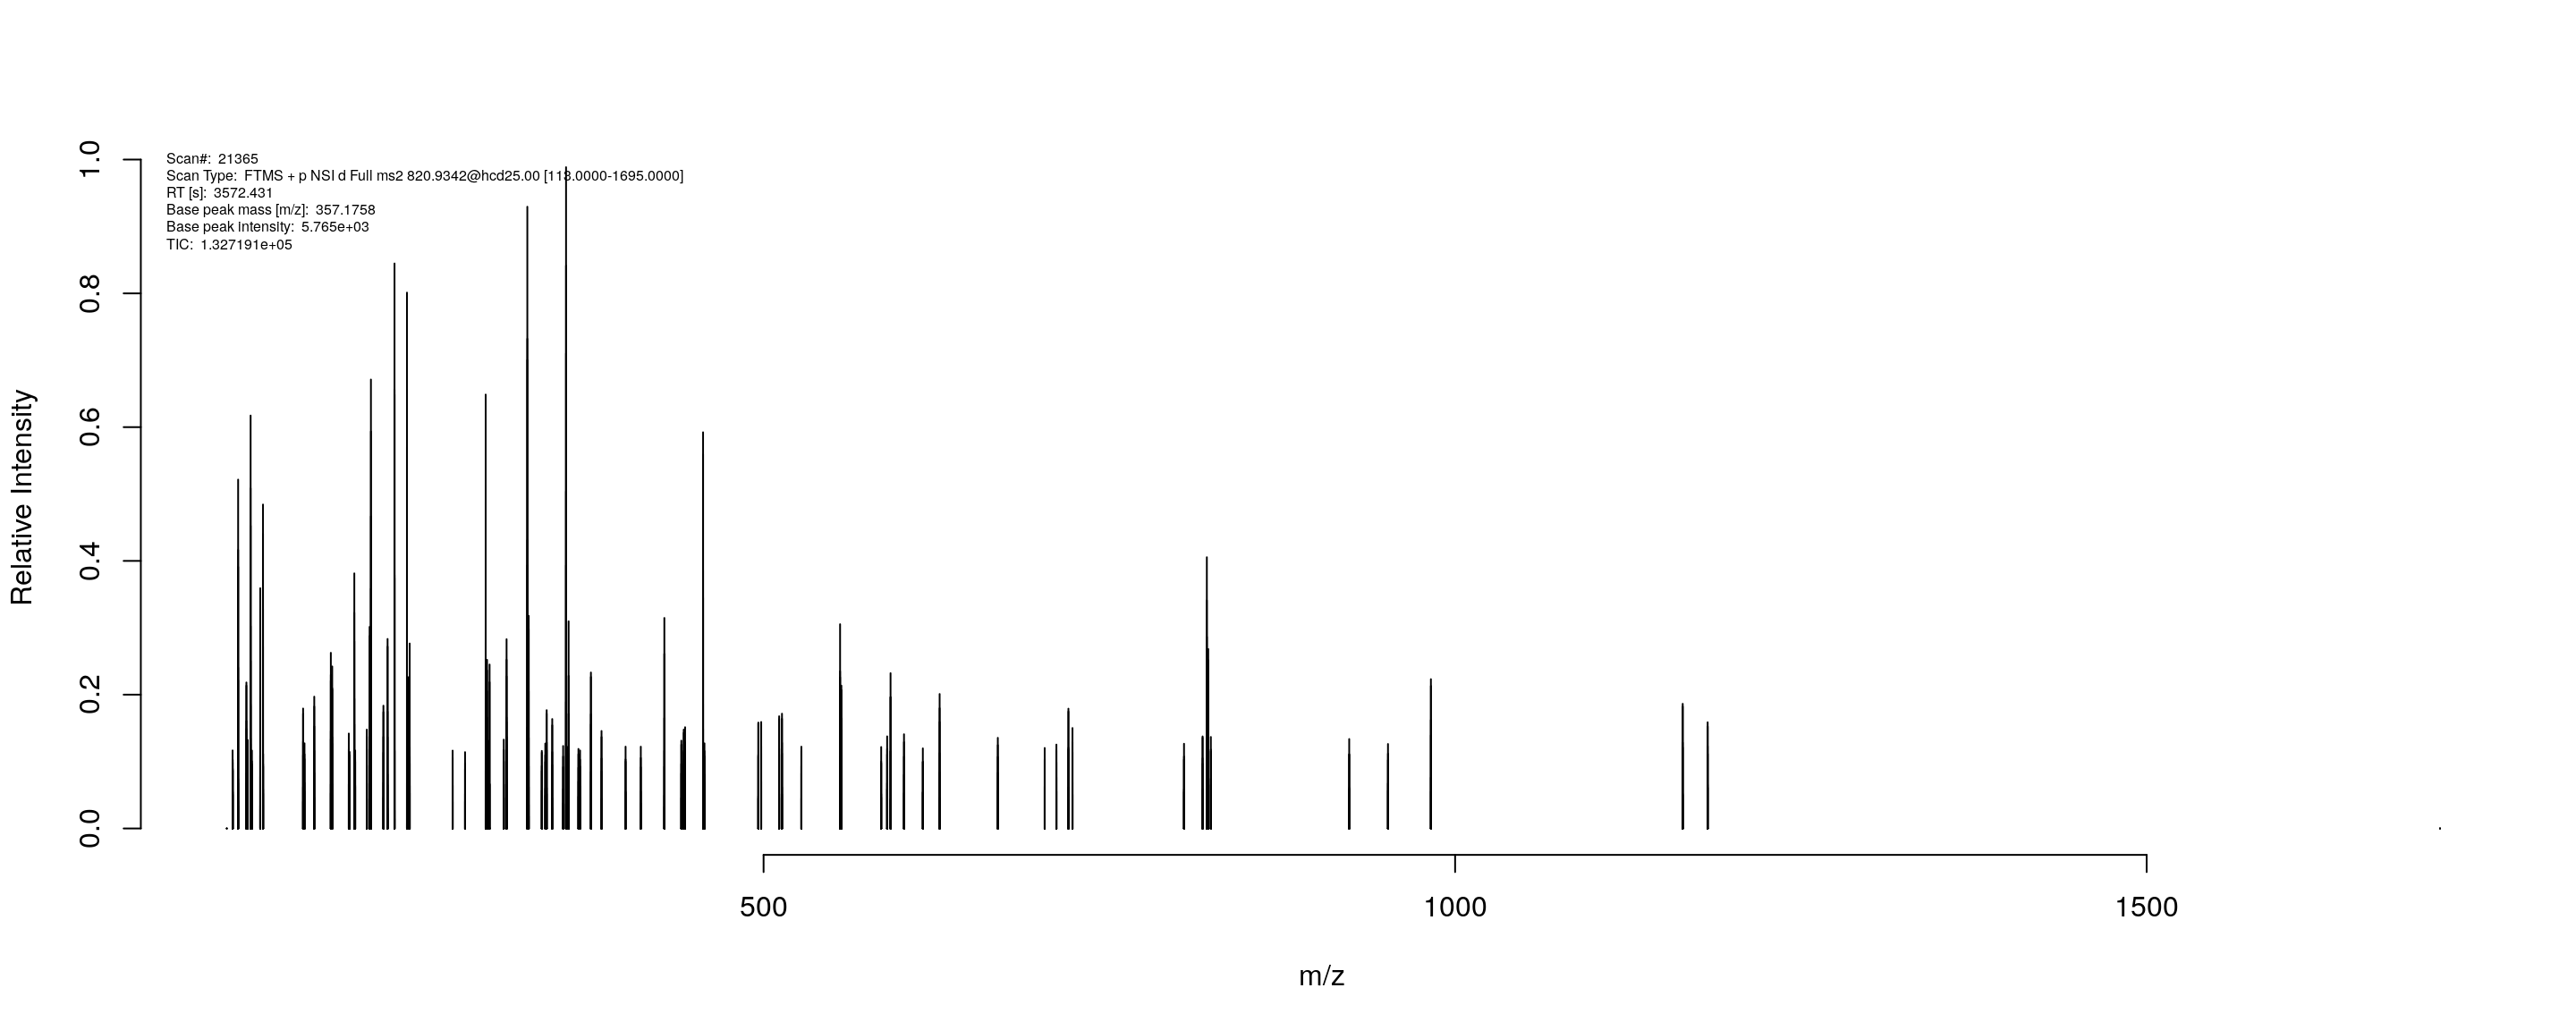 Scan#: 21365
Scan Type: FTMS + p NSI d Full ms2 820.9342@hcd25.00 [113.0000-1695.0000]
RT [s]: 3572.431
Base peak mass [m/z]: 357.1758
Base peak intensity: 5.765e+03
TIC: 1.327191e+05
1.0
0.8
0.6
0.4
0.2
0.0
Relative Intensity
500 1000 1500
m/z